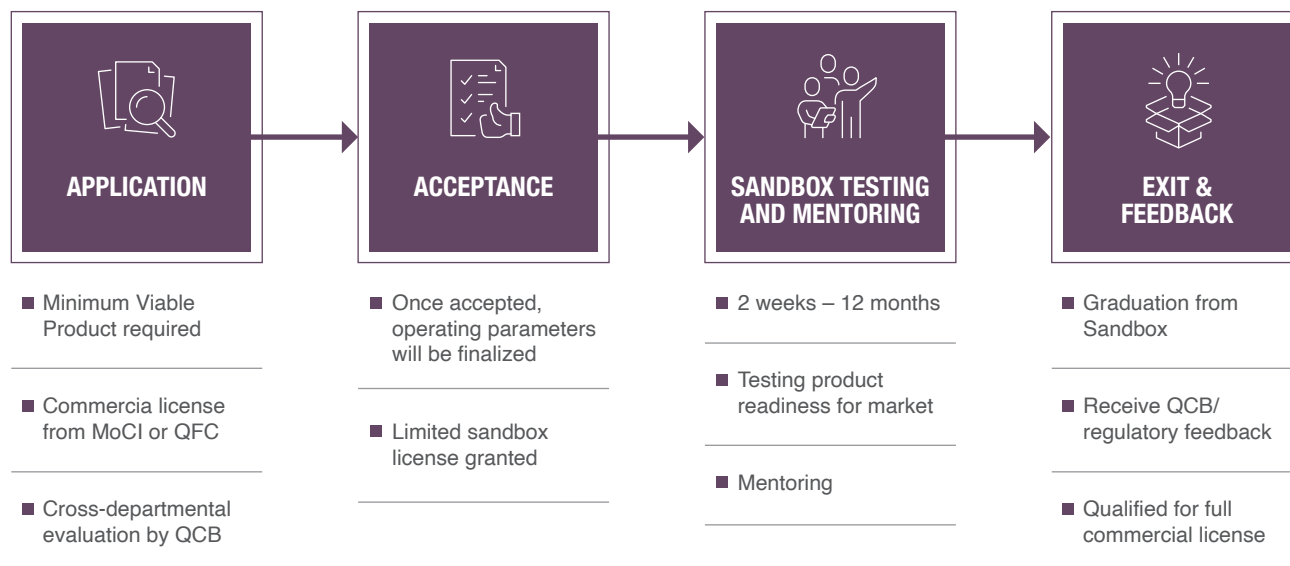 APPLICATION
Minimum Viable
Product required
Commercia license
from MoCI or QFC
Cross-departmental
evaluation by QCB
ACCEPTANCE
Once accepted,
operating parameters
will be finalized
Limited sandbox
license granted
SANDBOX TESTING
AND MENTORING
2 weeks – 12 months
Testing product
readiness for market
Mentoring
EXIT &
FEEDBACK
Graduation from
Sandbox
Receive QCB/
regulatory feedback
Qualified for full
commercial license